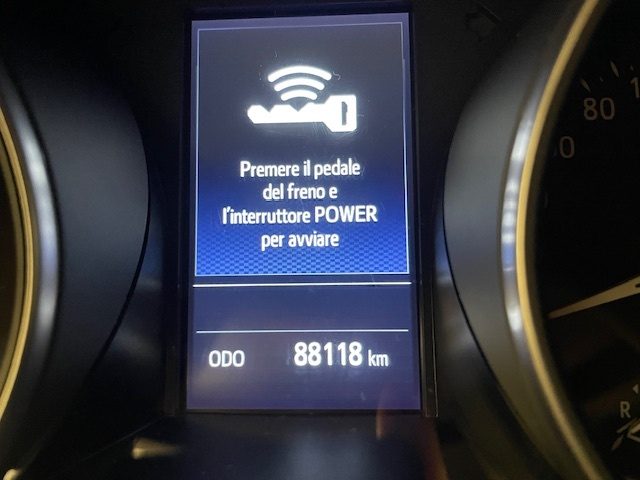 Premere il pedale
del freno e
l'interruttore POWER
per avviare
ODO 88118 km
80
R